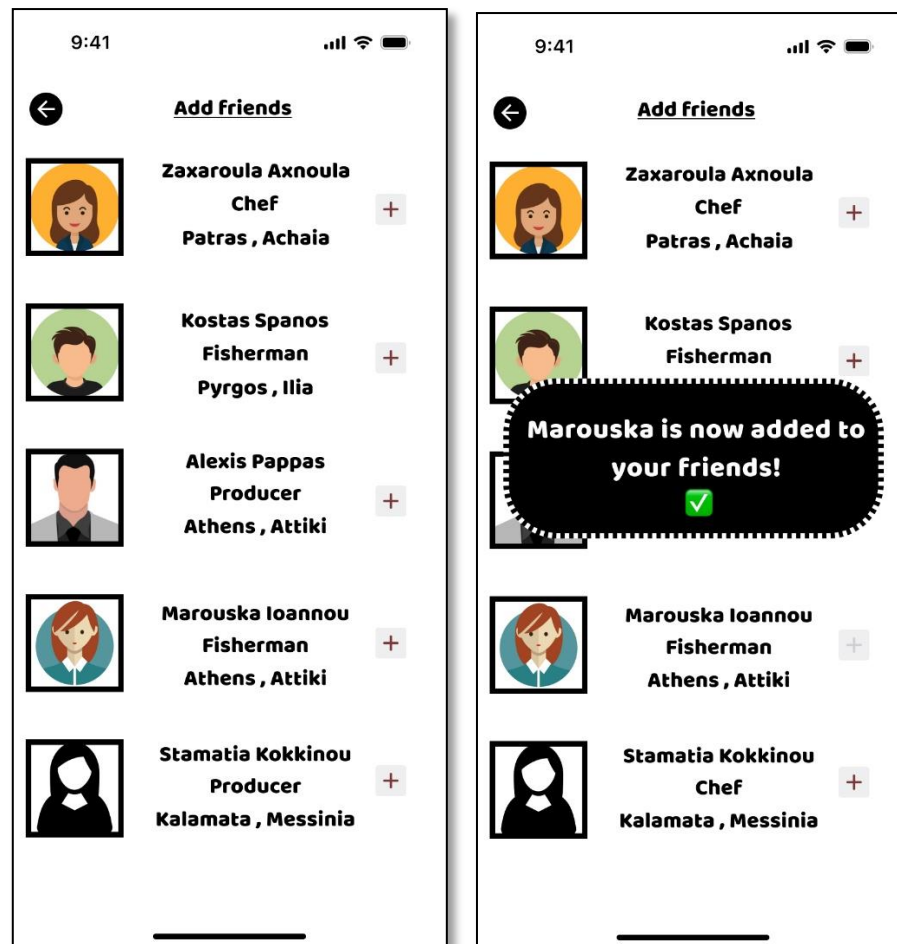 9:41
Add friends
Zaxaroula Axnoula
Chef
Patras , Achaia
Kostas Spanos
Fisherman
Pyrgos , Ilia
Alexis Pappas
Producer
Athens , Attiki
Marouska Ioannou
Fisherman
Athens , Attiki
Stamatia Kokkinou
Producer
Kalamata , Messinia
9:41
Add friends
Zaxaroula Axnoula
Chef
Patras , Achaia
Kostas Spanos
Fisherman
Marouska is now added to
your friends!
Marouska Ioannou
Fisherman
Athens , Attiki
Stamatia Kokkinou
Chef
Kalamata , Messinia